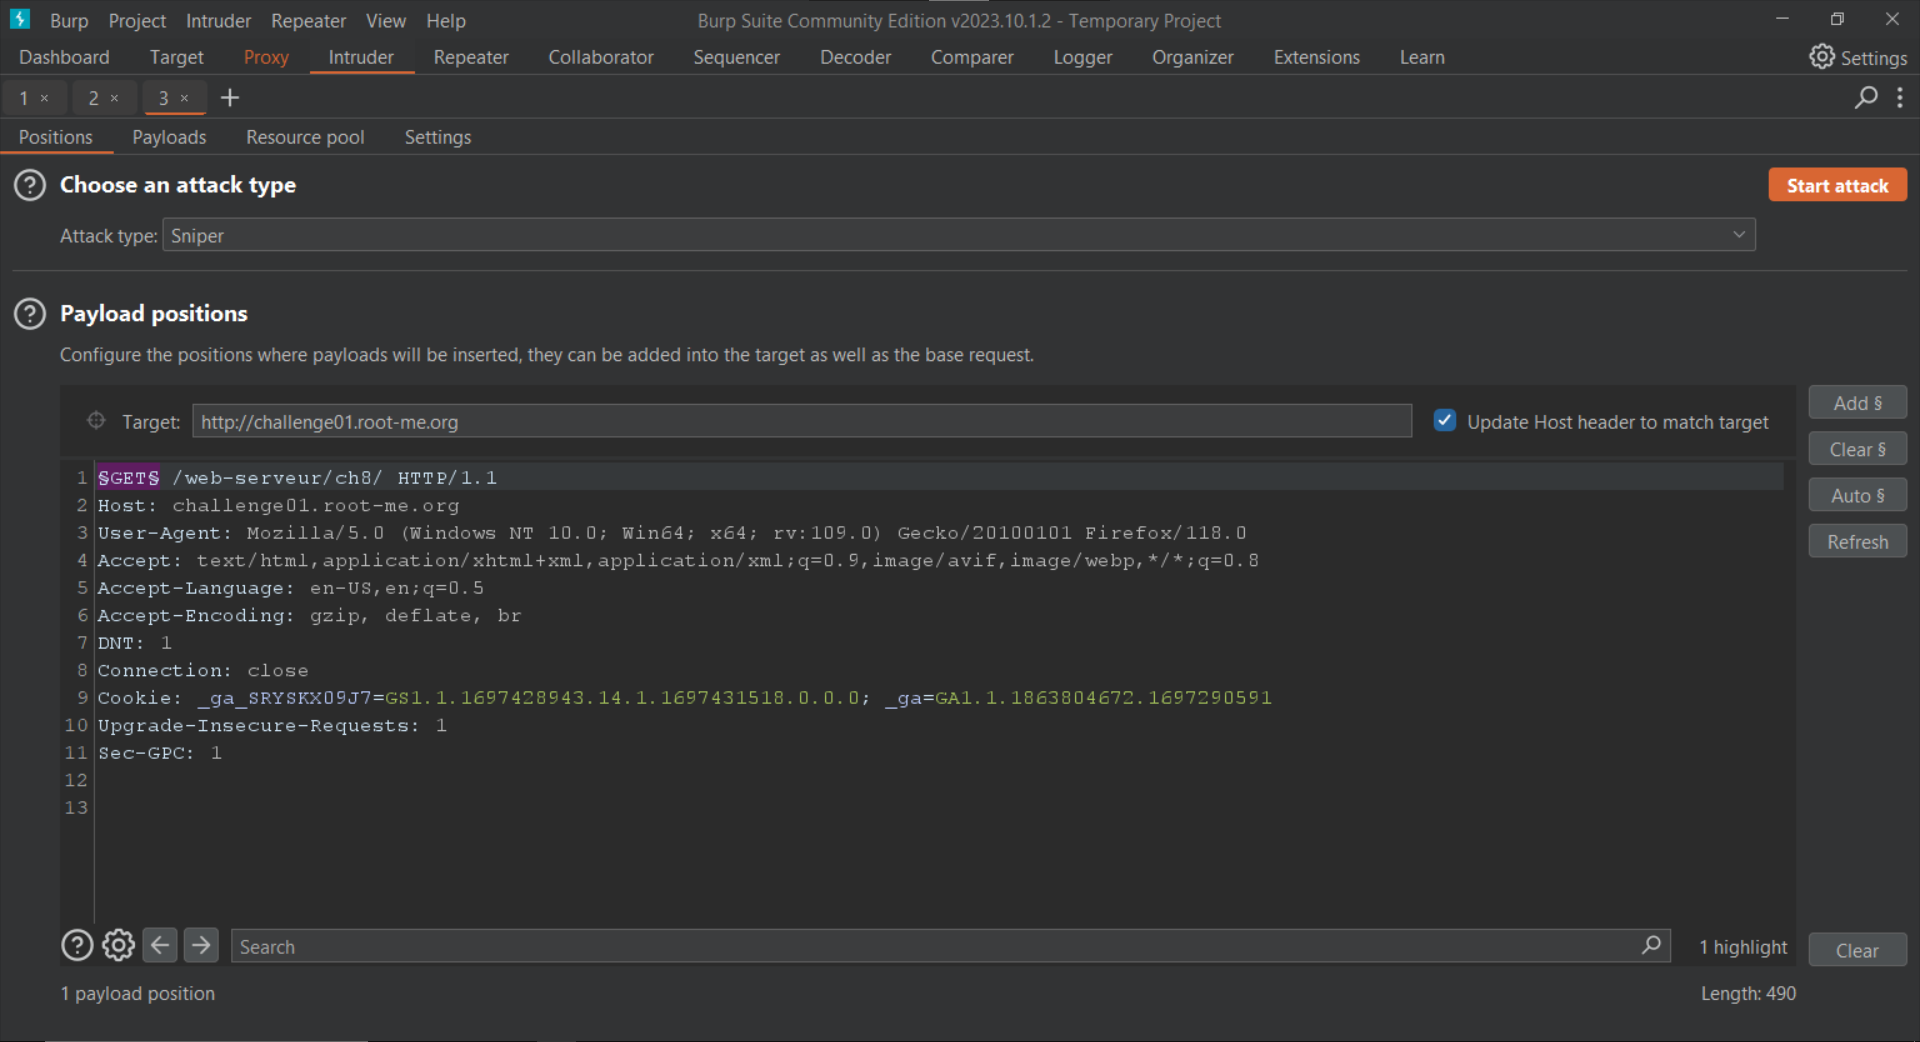 Burp Project Intruder Repeater View Help Burp Suite Community Edition v2023.10.1.2 - Temporary Project
Dashboard Target Proxy Intruder Repeater Collaborator Sequencer Decoder Comparer Logger Organizer Extensions Learn Settings
1 × 2 × 3 × +
Positions Payloads Resource pool Settings
? Choose an attack type Start attack
Attack type: Sniper
? Payload positions
Configure the positions where payloads will be inserted, they can be added into the target as well as the base request.
Target: http://challenge01.root-me.org Update Host header to match target
Add §
Clear §
Auto §
Refresh
1 §GET§ /web-serveur/ch8/ HTTP/1.1
2 Host: challenge01.root-me.org
3 User-Agent: Mozilla/5.0 (Windows NT 10.0; Win64; x64; rv:109.0) Gecko/20100101 Firefox/118.0
4 Accept: text/html,application/xhtml+xml,application/xml;q=0.9,image/avif,image/webp,*/*;q=0.8
5 Accept-Language: en-US,en;q=0.5
6 Accept-Encoding: gzip, deflate, br
7 DNT: 1
8 Connection: close
9 Cookie: _ga_SRYSKX09J7=GS1.1.1697428943.14.1.1697431518.0.0.0; _ga=GA1.1.1863804672.1697290591
10 Upgrade-Insecure-Requests: 1
11 Sec-GPC: 1
12
13
? Search 1 highlight Clear
1 payload position Length: 490